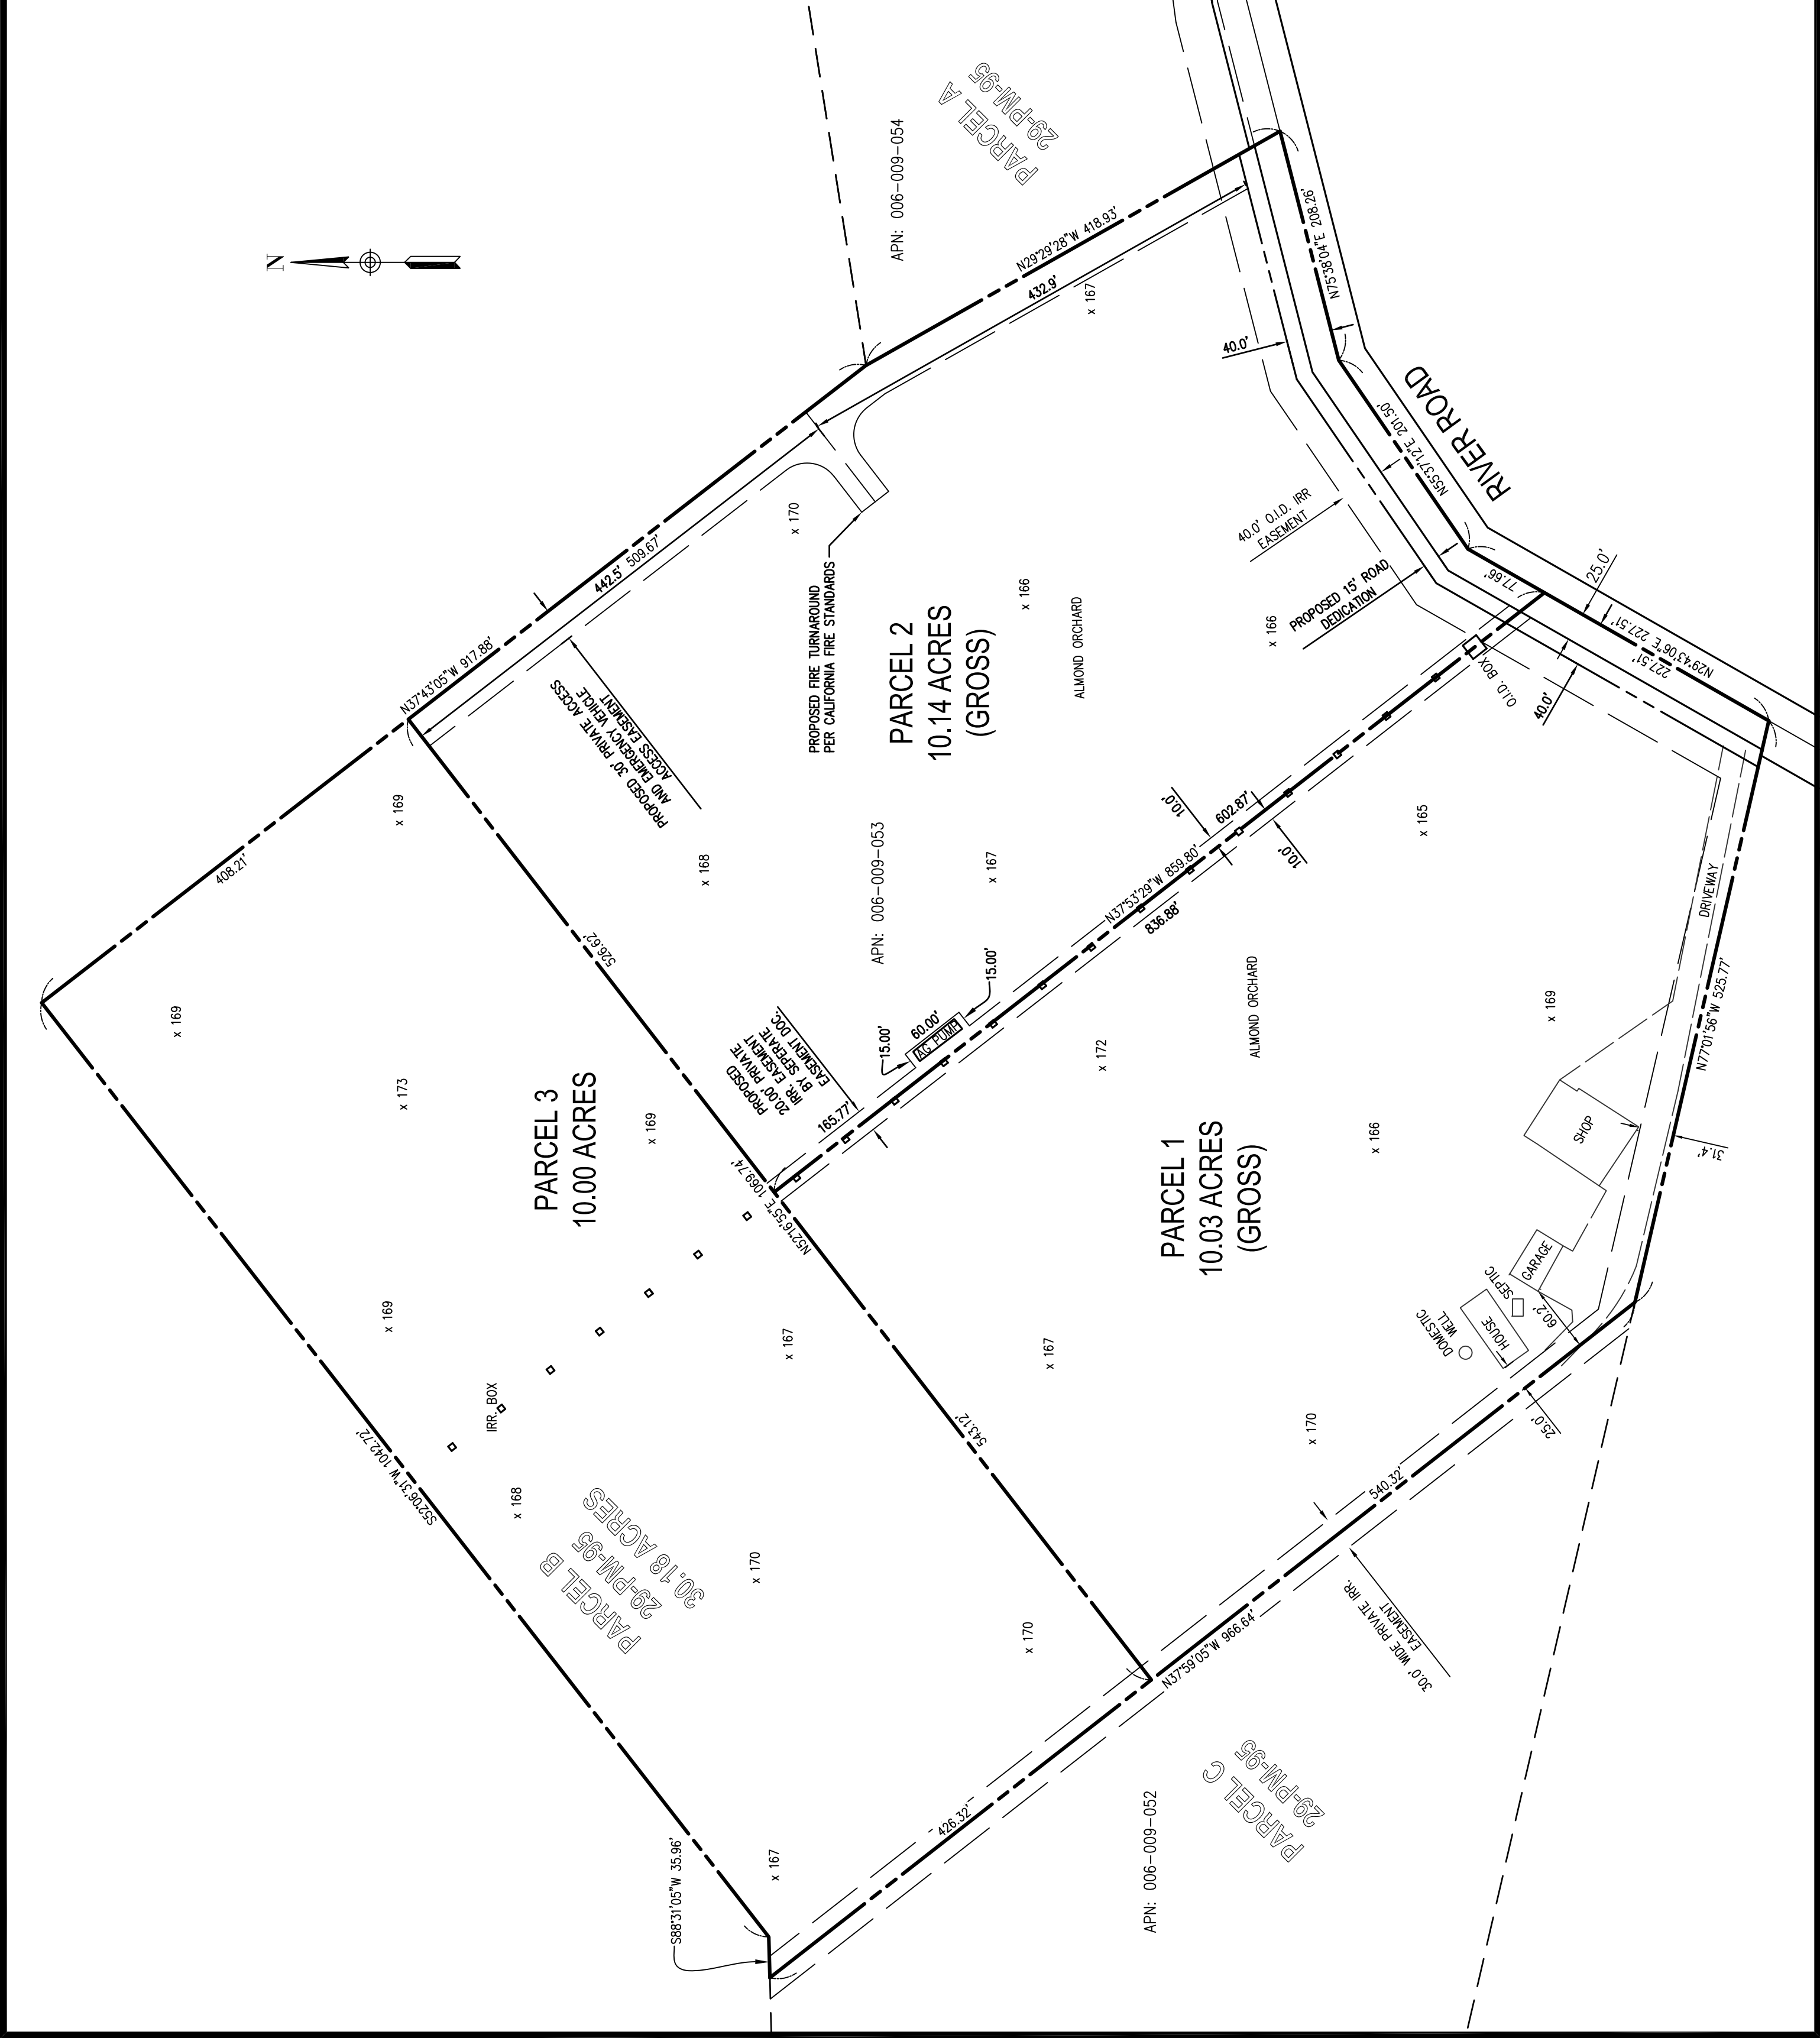 N
PARCEL A
29-PM-95
APN: 006-009-054
N29°29'28"W 418.93'
432.9'
x 167
N75°38'04"E 208.26'
40.0'
RIVER ROAD
N55°37'12"E 201.50'
40.0' O.I.D. IRR
EASEMENT
PROPOSED 15' ROAD
DEDICATION
77.66'
25.0'
N29°43'06"E 227.51'
227.51'
40.0'
O.I.D. BOX
N37°43'05"W 917.88'
442.5'
509.67'
408.21'
x 170
PROPOSED FIRE TURNAROUND
PER CALIFORNIA FIRE STANDARDS
PROPOSED 30' PRIVATE ACCESS
AND EMERGENCY VEHICLE
ACCESS EASEMENT
PARCEL 2
10.14 ACRES
(GROSS)
x 166
ALMOND ORCHARD
x 166
x 169
x 168
APN: 006-009-053
x 167
10.0'
602.87'
10.0'
N37°53'29"W 859.80'
836.88'
15.00'
60.00'
15.00'
AG PUMP
PROPOSED
20.00' PRIVATE
IRR. EASEMENT
BY SEPERATE
EASEMENT DOC.
165.77'
526.62'
N52°16'55"E 1069.74'
543.12'
x 169
x 173
PARCEL 3
10.00 ACRES
x 169
x 169
x 167
IRR. BOX
S52°06'31"W 1042.72'
x 168
PARCEL B
29-PM-95
30.18 ACRES
x 170
x 170
x 167
S88°31'05"W 35.96'
426.32'
N37°59'05"W 966.64'
540.32'
30.0' WIDE PRIVATE IRR.
EASEMENT
APN: 006-009-052
PARCEL C
29-PM-95
x 165
x 172
ALMOND ORCHARD
x 169
PARCEL 1
10.03 ACRES
(GROSS)
x 166
x 167
x 170
DRIVEWAY
N77°01'56"W 525.77'
31.4'
SHOP
GARAGE
SEPTIC
DOMESTIC
WELL
HOUSE
60.2'
25.0'